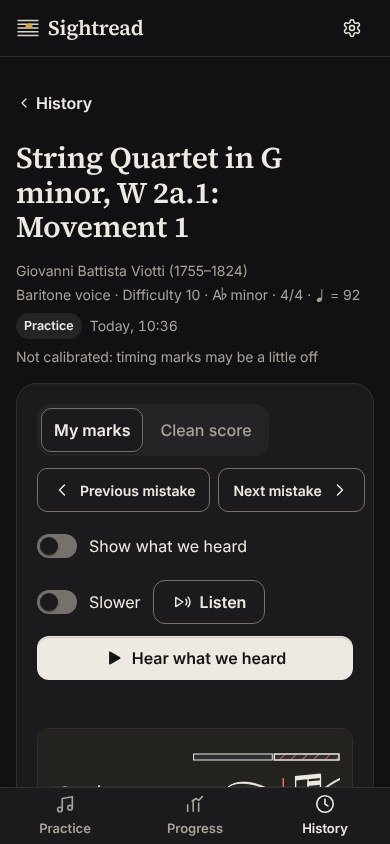 Sightread
History
String Quartet in G
minor, W 2a.1:
Movement 1
Giovanni Battista Viotti (1755–1824)
Baritone voice · Difficulty 10 · A♭ minor · 4/4 · ♩ = 92
Practice Today, 10:36
Not calibrated: timing marks may be a little off
My marks Clean score
Previous mistake Next mistake
Show what we heard
Slower Listen
Hear what we heard
Practice Progress History